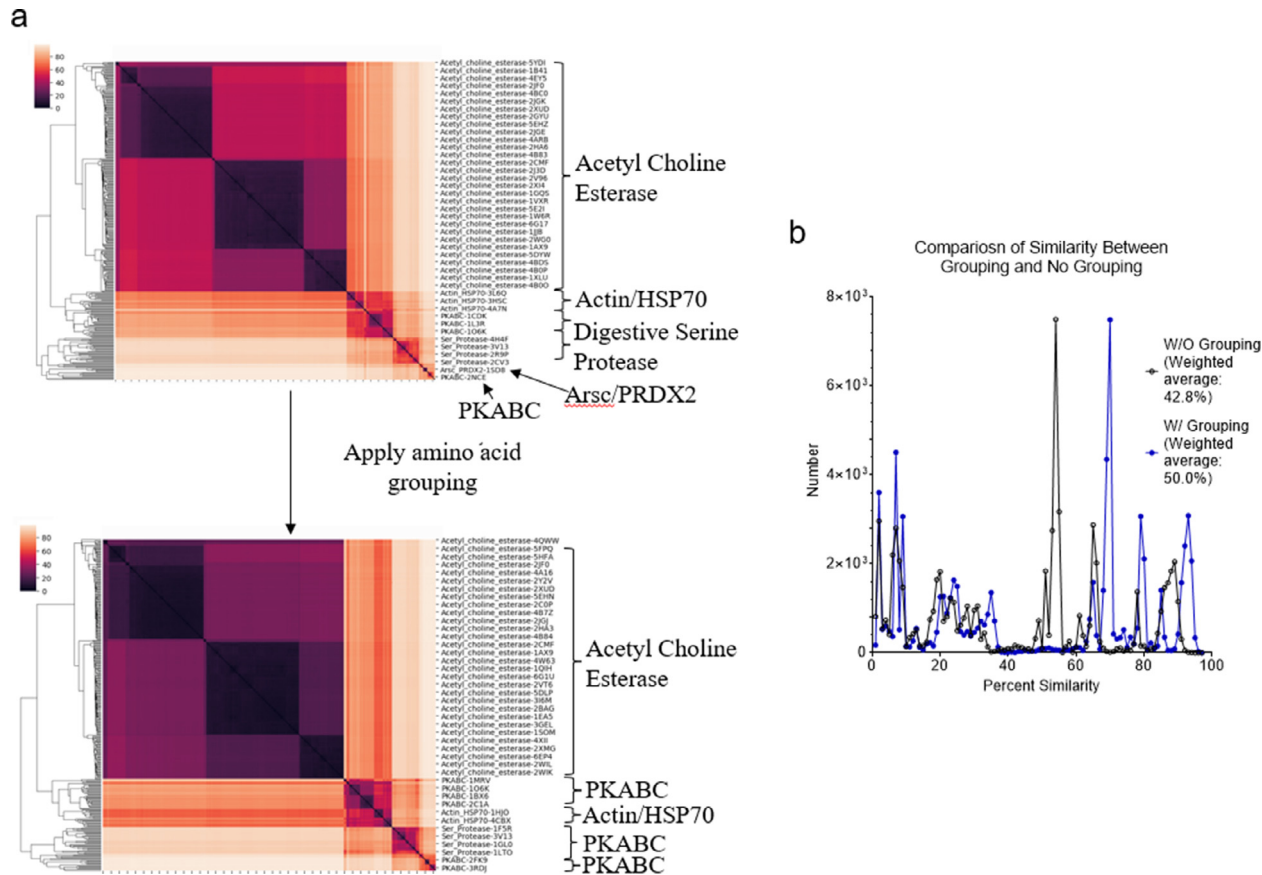 a
80
60
40
20
0
Acetyl_choline_esterase-5YDI
Acetyl_choline_esterase-1B41
Acetyl_choline_esterase-4EY5
Acetyl_choline_esterase-2JF0
Acetyl_choline_esterase-4BC0
Acetyl_choline_esterase-2JGK
Acetyl_choline_esterase-2XUD
Acetyl_choline_esterase-2GYU
Acetyl_choline_esterase-5EHZ
Acetyl_choline_esterase-2JGE
Acetyl_choline_esterase-4ARB
Acetyl_choline_esterase-2HA6
Acetyl_choline_esterase-4B83
Acetyl_choline_esterase-2CMF
Acetyl_choline_esterase-2J3D
Acetyl_choline_esterase-2V96
Acetyl_choline_esterase-2XI4
Acetyl_choline_esterase-1GQS
Acetyl_choline_esterase-1VXR
Acetyl_choline_esterase-5E2I
Acetyl_choline_esterase-1W6R
Acetyl_choline_esterase-6G17
Acetyl_choline_esterase-1JJB
Acetyl_choline_esterase-2WG0
Acetyl_choline_esterase-1AX9
Acetyl_choline_esterase-5DYW
Acetyl_choline_esterase-4BDS
Acetyl_choline_esterase-4B0P
Acetyl_choline_esterase-1XLU
Acetyl_choline_esterase-4B0O
Actin_HSP70-3L6Q
Actin_HSP70-3HSC
Actin_HSP70-4A7N
PKABC-1CDK
PKABC-1L3R
PKABC-1O6K
Ser_Protease-4H4F
Ser_Protease-3V13
Ser_Protease-2R9P
Ser_Protease-2CV3
Arsc_PRDX2-1SD8
PKABC-2NCE
Acetyl Choline
Esterase
Actin/HSP70
Digestive Serine
Protease
Arsc/PRDX2
PKABC
Apply amino acid
grouping
80
60
40
20
0
Acetyl_choline_esterase-4QWW
Acetyl_choline_esterase-5FPQ
Acetyl_choline_esterase-5HFA
Acetyl_choline_esterase-2JF0
Acetyl_choline_esterase-4A16
Acetyl_choline_esterase-2Y2V
Acetyl_choline_esterase-2XUD
Acetyl_choline_esterase-5EHN
Acetyl_choline_esterase-2C0P
Acetyl_choline_esterase-4B7Z
Acetyl_choline_esterase-2JGJ
Acetyl_choline_esterase-2HA3
Acetyl_choline_esterase-4B84
Acetyl_choline_esterase-2CMF
Acetyl_choline_esterase-1AX9
Acetyl_choline_esterase-4W63
Acetyl_choline_esterase-1QIH
Acetyl_choline_esterase-6G1U
Acetyl_choline_esterase-2VT6
Acetyl_choline_esterase-5DLP
Acetyl_choline_esterase-3I6M
Acetyl_choline_esterase-2BAG
Acetyl_choline_esterase-1EA5
Acetyl_choline_esterase-3GEL
Acetyl_choline_esterase-1SOM
Acetyl_choline_esterase-4XII
Acetyl_choline_esterase-2XMG
Acetyl_choline_esterase-6EP4
Acetyl_choline_esterase-2WIL
Acetyl_choline_esterase-2WIK
PKABC-1MRV
PKABC-1O6K
PKABC-1BX6
PKABC-2C1A
Actin_HSP70-1HJO
Actin_HSP70-4CBX
Ser_Protease-1F5R
Ser_Protease-3V13
Ser_Protease-1GL0
Ser_Protease-1LTO
PKABC-2FK9
PKABC-3RDJ
Acetyl Choline
Esterase
PKABC
Actin/HSP70
PKABC
PKABC
b
Compariosn of Similarity Between
Grouping and No Grouping
8×10³
6×10³
4×10³
2×10³
0
Number
0 20 40 60 80 100
Percent Similarity
W/O Grouping
(Weighted
average:
42.8%)
W/ Grouping
(Weighted
average:
50.0%)